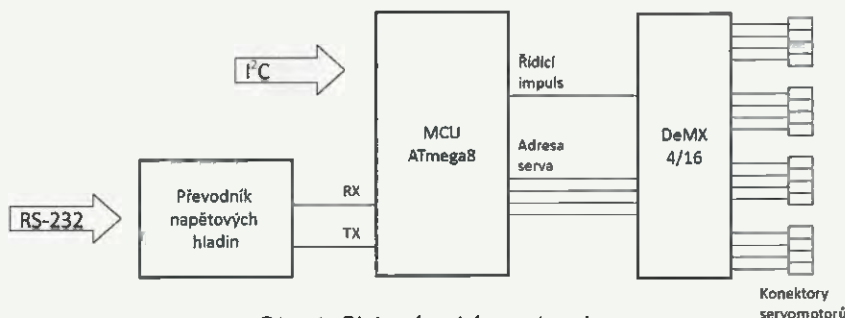 I²C
RS-232
Převodník
napěťových
hladin
RX
TX
MCU
ATmega8
Řídicí
impuls
Adresa
serva
DeMX
4/16
Konektory
servomotorů